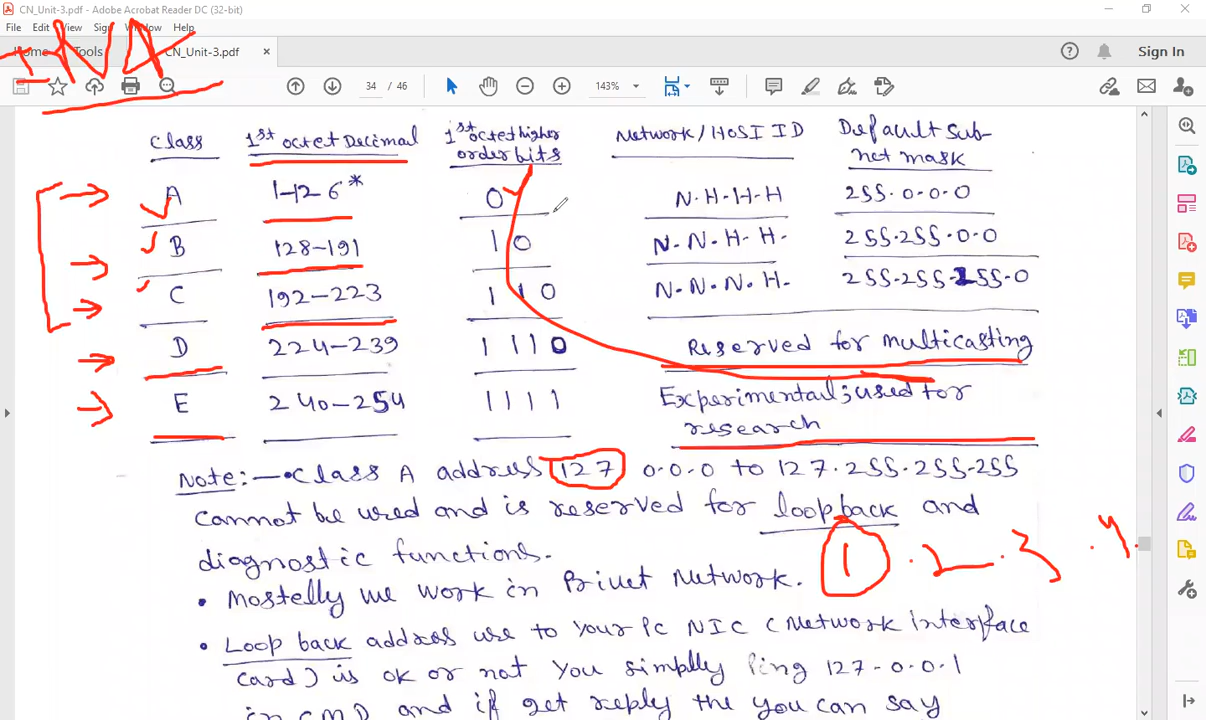 CN_Unit-3.pdf - Adobe Acrobat Reader DC (32-bit)
File Edit View Sign Window Help
Home Tools CN_Unit-3.pdf × Sign In
34 / 46 143%
Class 1st octet Decimal 1st octet higher order bits Network/HOSTID Default Sub-net mask
A 1-126* 0 N.H.H.H 255.0.0.0
B 128-191 10 N.N.H.H. 255.255.0.0
C 192-223 110 N.N.N.H. 255.255.255.0
D 224-239 1110 Reserved for multicasting
E 240-254 1111 Experimental; used for
research
Note:-•Class A address 127 0.0.0 to 127.255.255.255
cannot be used and is reserved for loopback and
diagnostic functions.
1 . 2 . 3 . 4
• Mostelly we work in Privet Network.
• Loop back address use to your PC NIC (Network interface
card) is ok or not you simplly Ping 127-0.0.1
in CMD and if get reply the you can say